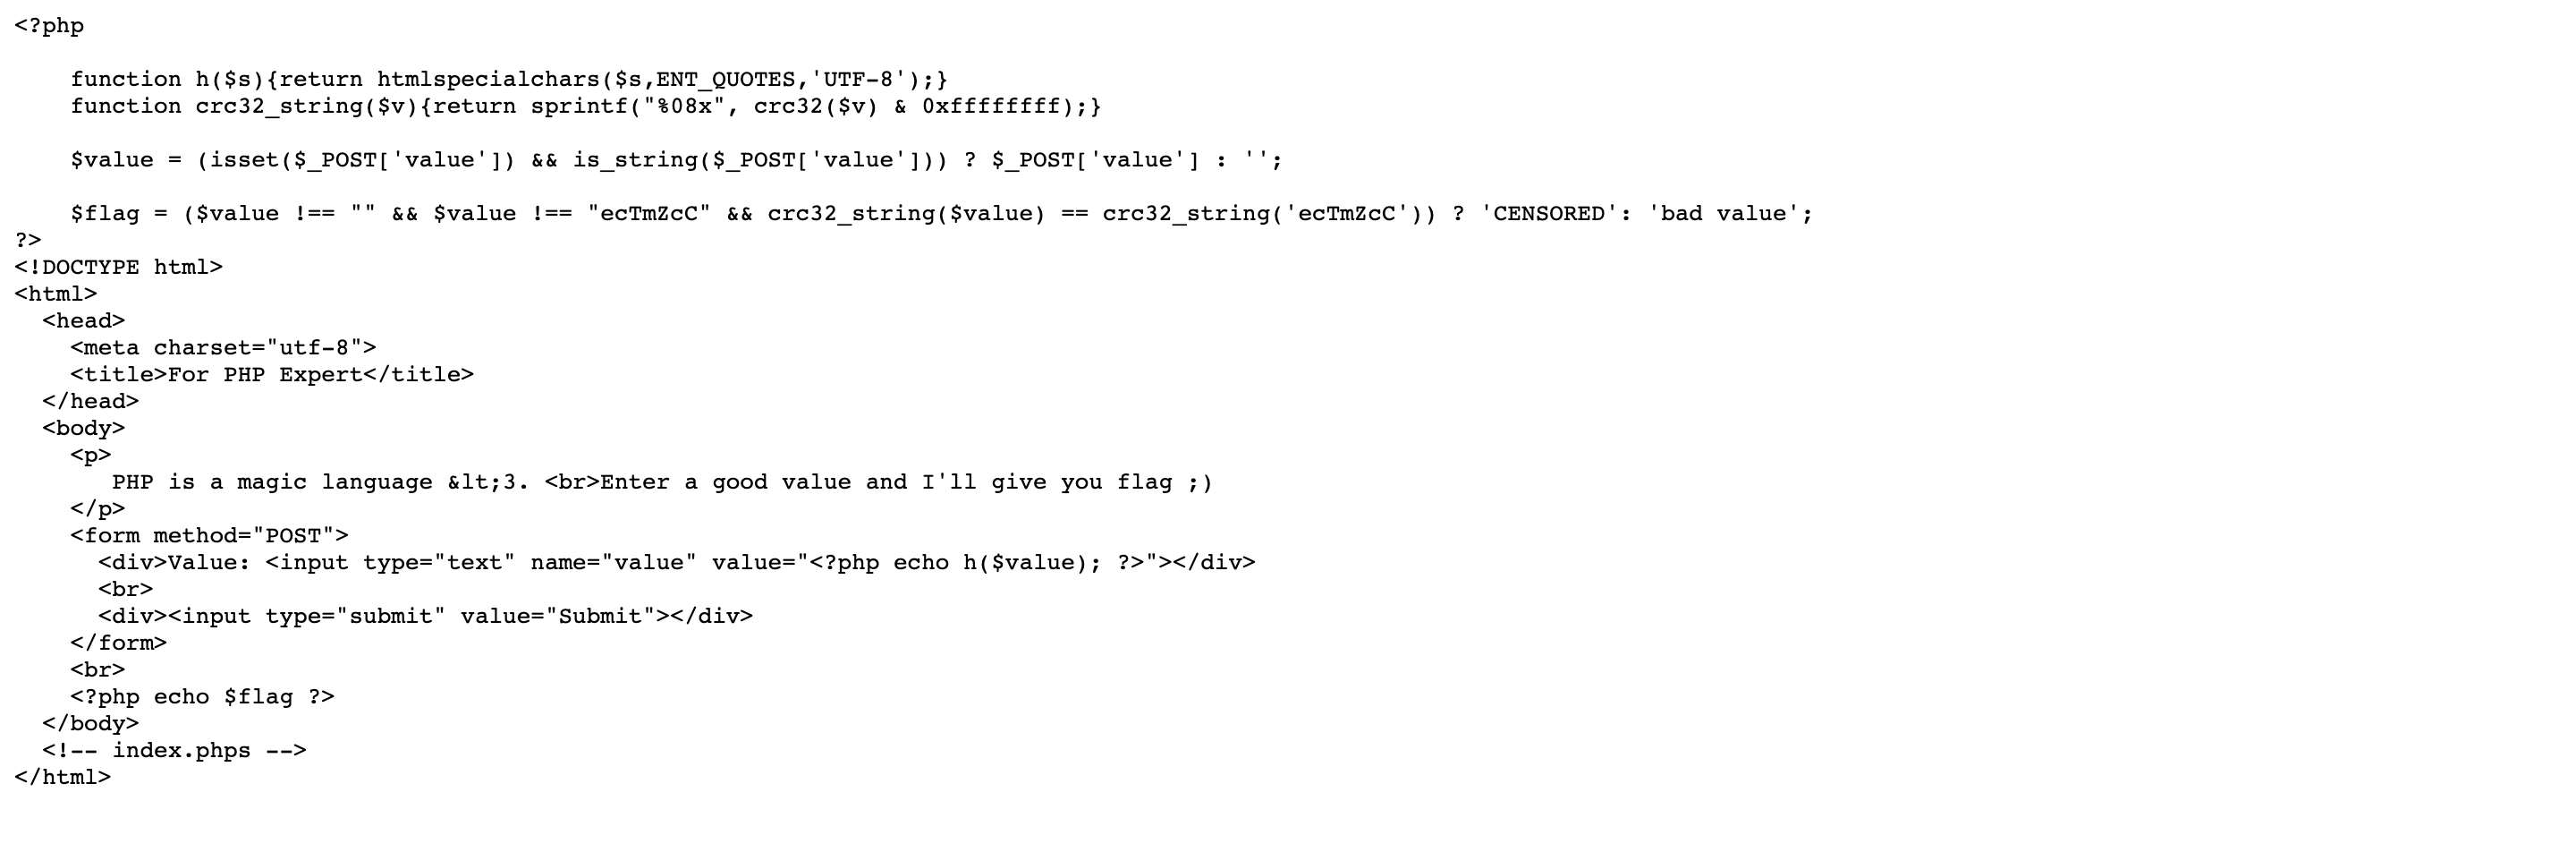 <?php

    function h($s){return htmlspecialchars($s,ENT_QUOTES,'UTF-8');}
    function crc32_string($v){return sprintf("%08x", crc32($v) & 0xffffffff);}

    $value = (isset($_POST['value']) && is_string($_POST['value'])) ? $_POST['value'] : '';

    $flag = ($value !== "" && $value !== "ecTmZcC" && crc32_string($value) == crc32_string('ecTmZcC')) ? 'CENSORED': 'bad value';
?>
<!DOCTYPE html>
<html>
  <head>
    <meta charset="utf-8">
    <title>For PHP Expert</title>
  </head>
  <body>
    <p>
       PHP is a magic language &lt;3. <br>Enter a good value and I'll give you flag ;)
    </p>
    <form method="POST">
      <div>Value: <input type="text" name="value" value="<?php echo h($value); ?>"></div>
      <br>
      <div><input type="submit" value="Submit"></div>
    </form>
    <br>
    <?php echo $flag ?>
  </body>
  <!-- index.phps -->
</html>